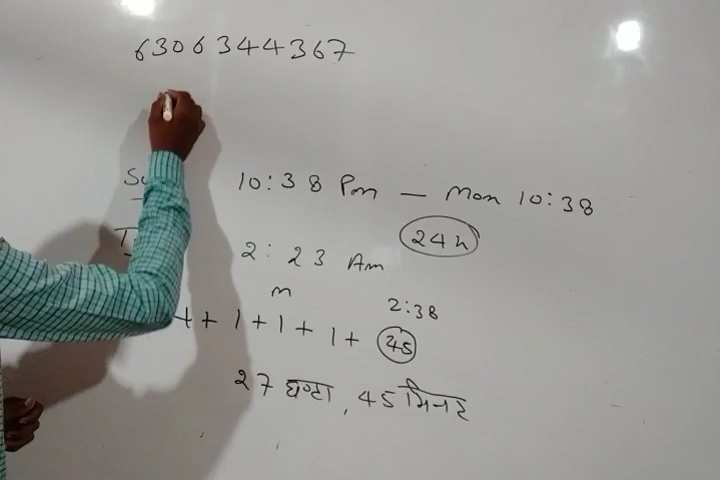 6306344367
10:38 Pm — Mon 10:38
24 h
2:23 Am
m
2:38
+ 1 + 1 + 1 + 45
27 घण्टा, 45 मिनट